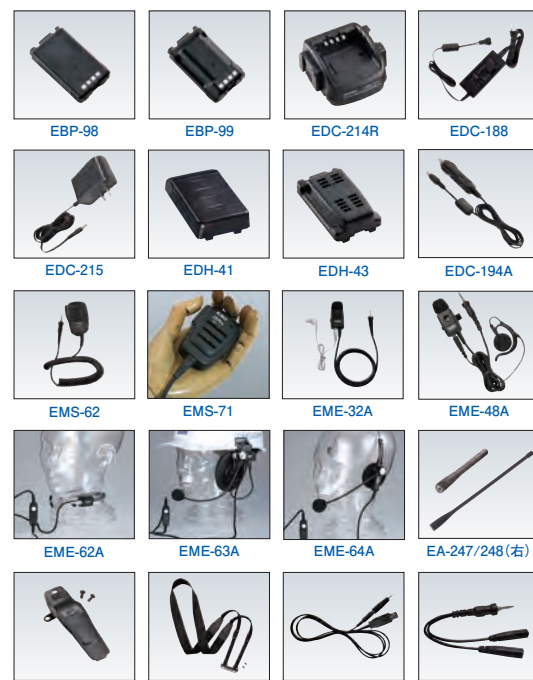 EBP-98
EBP-99
EDC-214R
EDC-188
EDC-215
EDH-41
EDH-43
EDC-194A
EMS-62
EMS-71
EME-32A
EME-48A
EME-62A
EME-63A
EME-64A
EA-247/248(右)